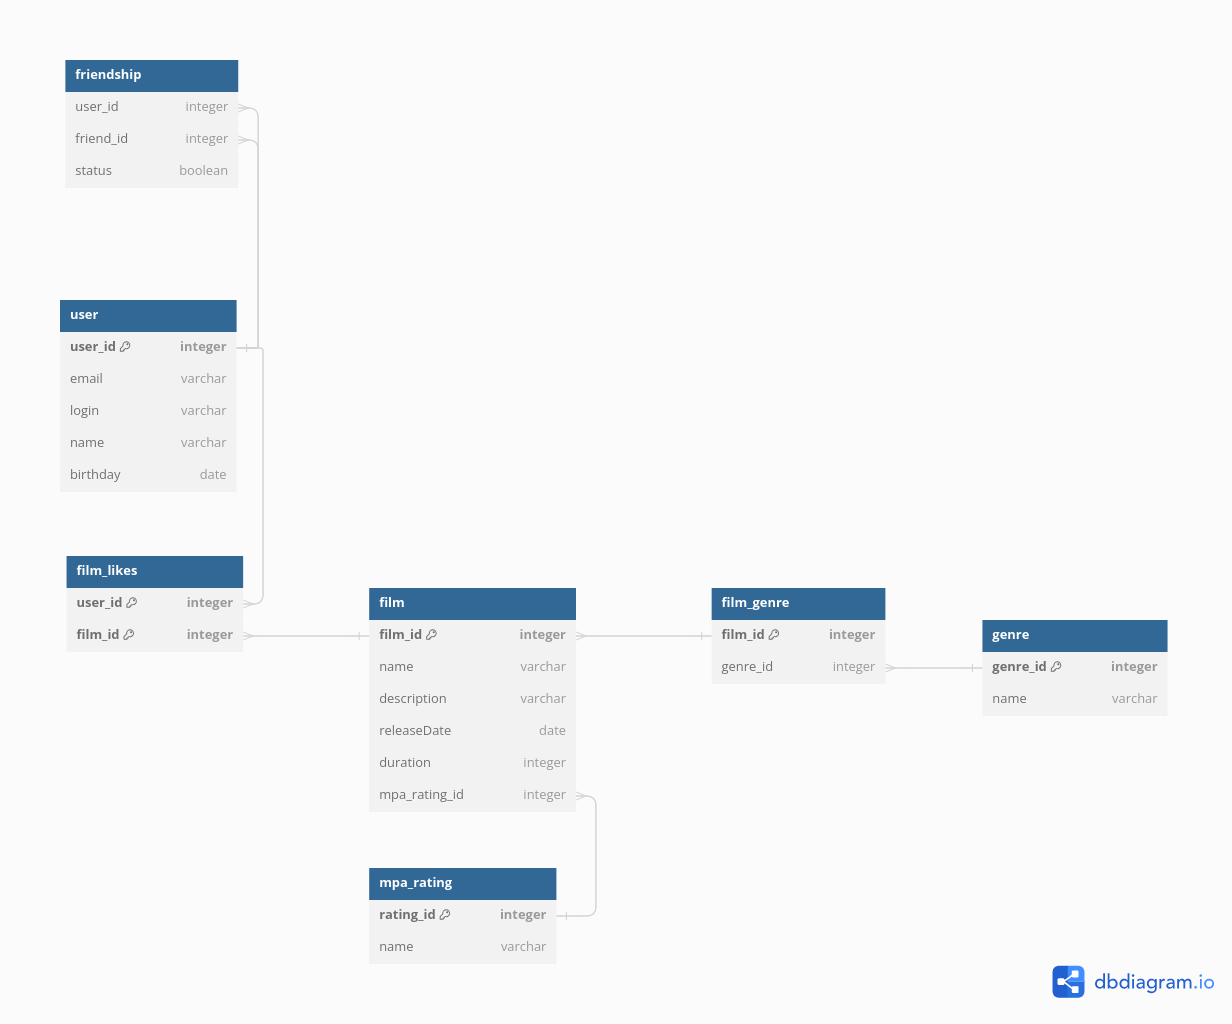 friendship
user_id integer
friend_id integer
status boolean
user
user_id integer
email varchar
login varchar
name varchar
birthday date
film_likes
user_id integer
film_id integer
film
film_id integer
name varchar
description varchar
releaseDate date
duration integer
mpa_rating_id integer
film_genre
film_id integer
genre_id integer
genre
genre_id integer
name varchar
mpa_rating
rating_id integer
name varchar
dbdiagram.io